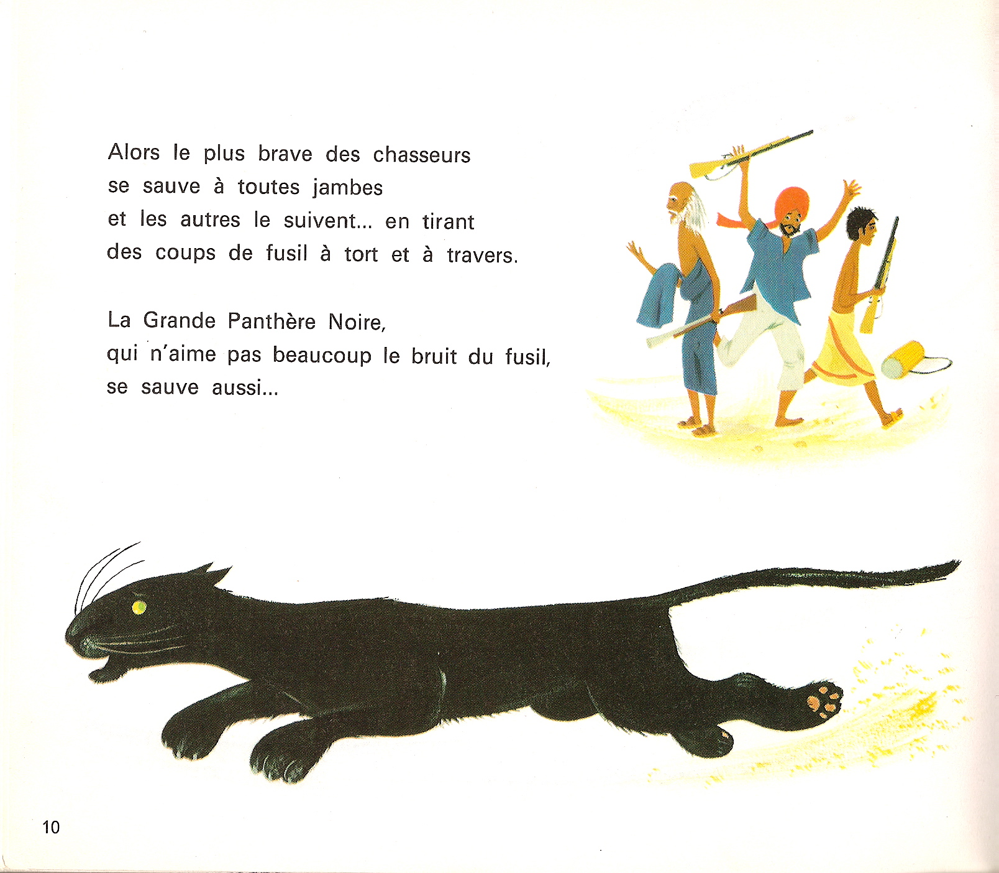 Alors le plus brave des chasseurs
se sauve à toutes jambes
et les autres le suivent... en tirant
des coups de fusil à tort et à travers.
La Grande Panthère Noire,
qui n'aime pas beaucoup le bruit du fusil,
se sauve aussi...
10